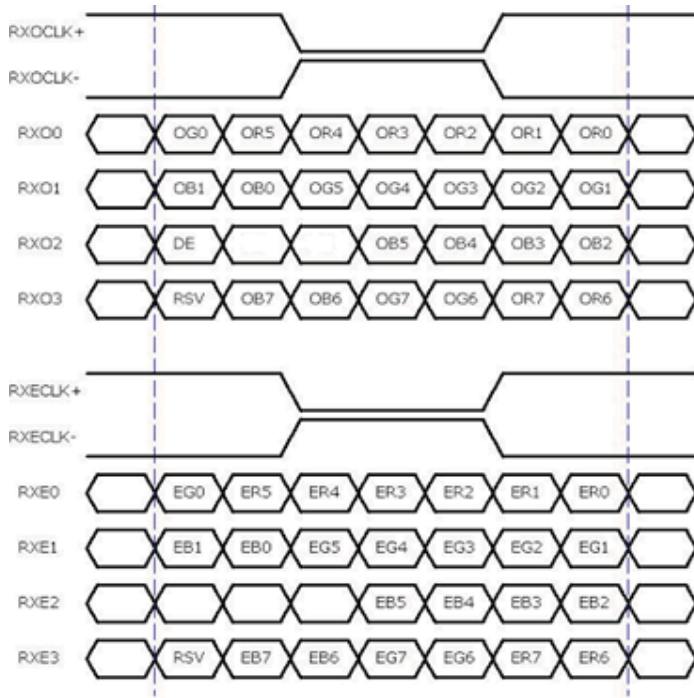 RXOCLK+
RXOCLK-
RXO0 OG0 OR5 OR4 OR3 OR2 OR1 OR0
RXO1 OB1 OB0 OG5 OG4 OG3 OG2 OG1
RXO2 DE OB5 OB4 OB3 OB2
RXO3 RSV OB7 OB6 OG7 OG6 OR7 OR6
RXECLK+
RXECLK-
RXE0 EG0 ER5 ER4 ER3 ER2 ER1 ER0
RXE1 EB1 EB0 EG5 EG4 EG3 EG2 EG1
RXE2 EB5 EB4 EB3 EB2
RXE3 RSV EB7 EB6 EG7 EG6 ER7 ER6